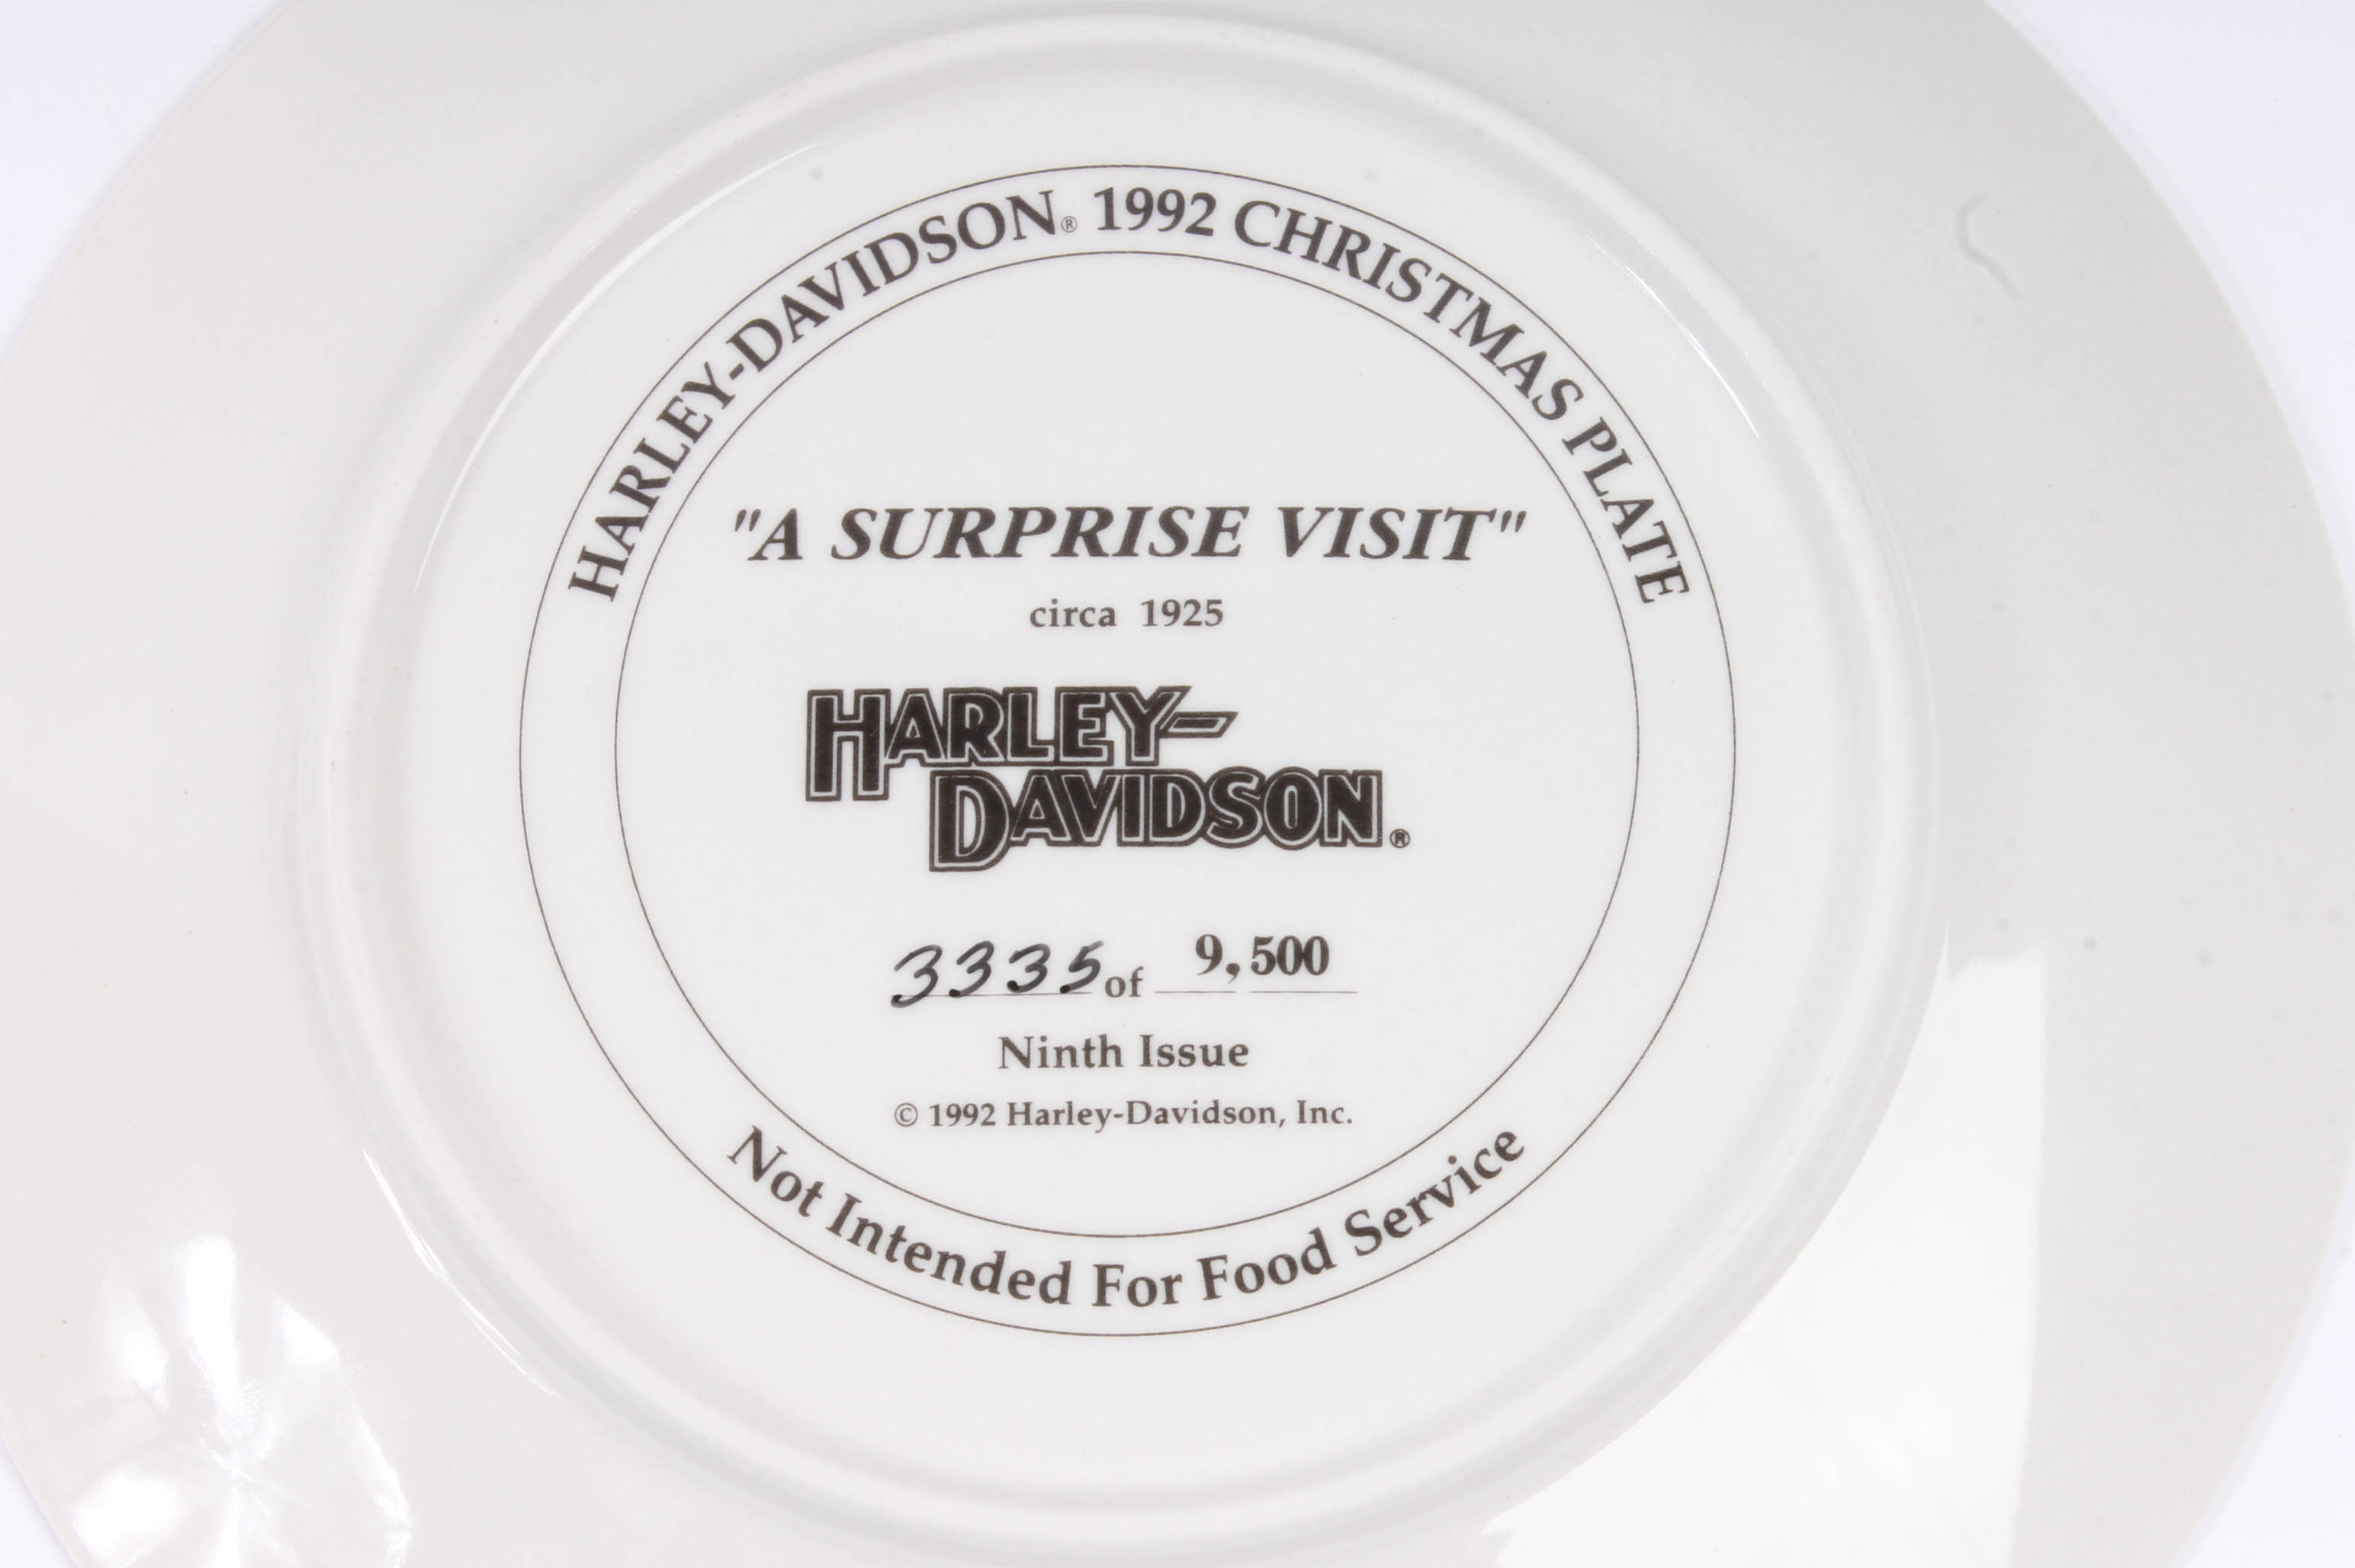 HARLEY-DAVIDSON® 1992 CHRISTMAS PLATE
"A SURPRISE VISIT"
circa 1925
HARLEY-
DAVIDSON®
3335 of 9,500
Ninth Issue
© 1992 Harley-Davidson, Inc.
Not Intended For Food Service